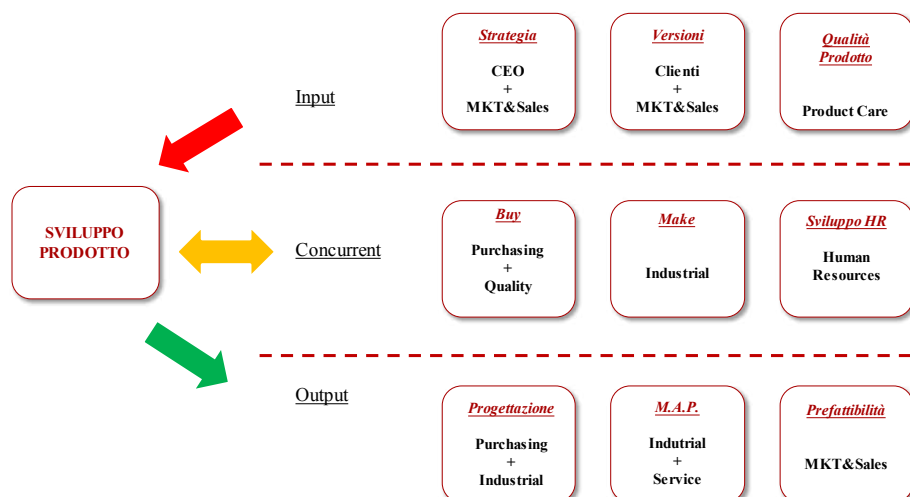 Input
Strategia
CEO
+
MKT&Sales
Versioni
Clienti
+
MKT&Sales
Qualità
Prodotto
Product Care
SVILUPPO
PRODOTTO
Concurrent
Buy
Purchasing
+
Quality
Make
Industrial
Sviluppo HR
Human
Resources
Output
Progettazione
Purchasing
+
Industrial
M.A.P.
Indutrial
+
Service
Prefattibilità
MKT&Sales